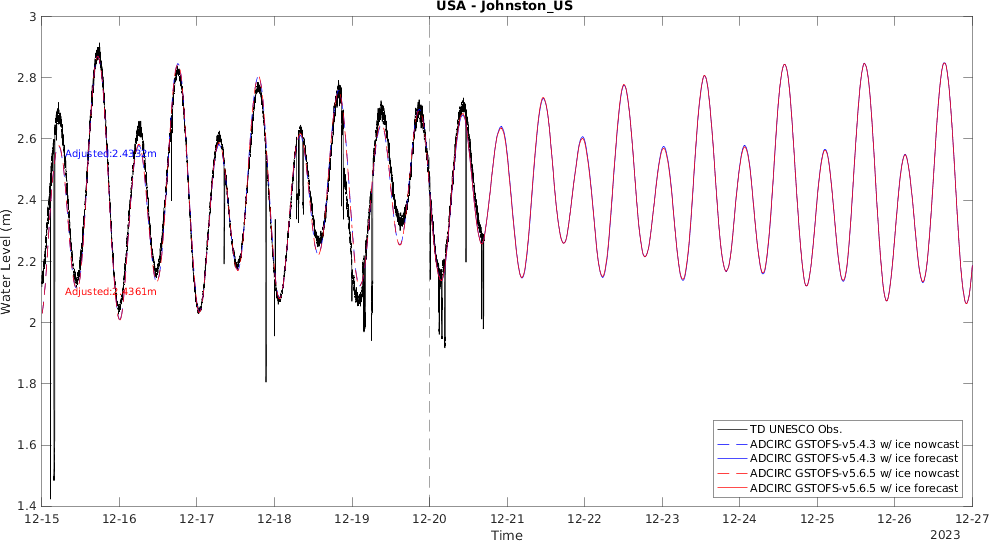 USA - Johnston_US
3
2.8
2.6
2.4
2.2
2
1.8
1.6
1.4
Water Level (m)
Adjusted:2.4332m
Adjusted:2.4361m
TD UNESCO Obs.
ADCIRC GSTOFS-v5.4.3 w/ ice nowcast
ADCIRC GSTOFS-v5.4.3 w/ ice forecast
ADCIRC GSTOFS-v5.6.5 w/ ice nowcast
ADCIRC GSTOFS-v5.6.5 w/ ice forecast
12-15 12-16 12-17 12-18 12-19 12-20 12-21 12-22 12-23 12-24 12-25 12-26 12-27
Time
2023